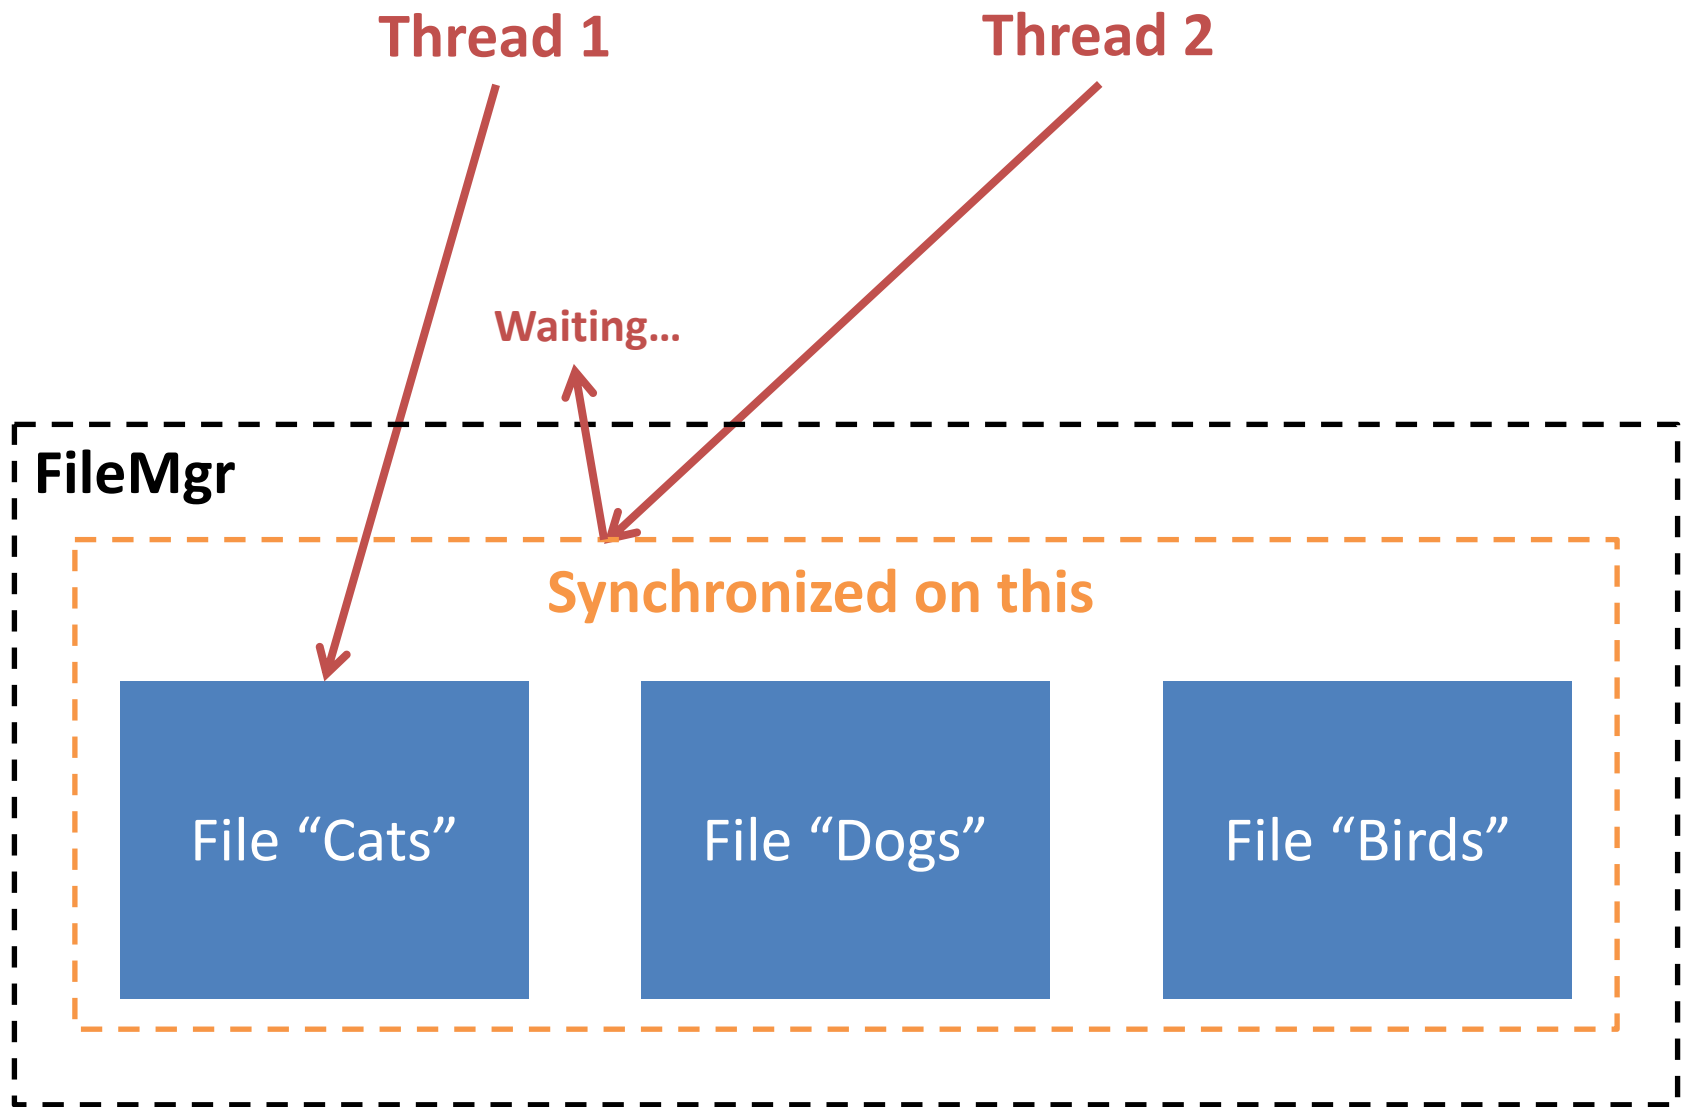 Thread 1
Thread 2
Waiting…
FileMgr
Synchronized on this
File “Cats”
File “Dogs”
File “Birds”